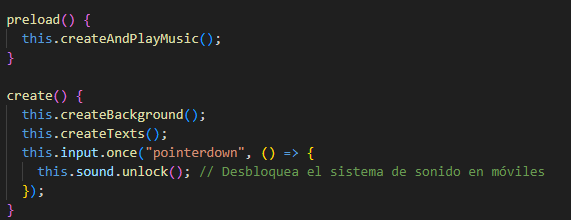 preload() {
  this.createAndPlayMusic();
}

create() {
  this.createBackground();
  this.createTexts();
  this.input.once("pointerdown", () => {
    this.sound.unlock(); // Desbloquea el sistema de sonido en móviles
  });
}